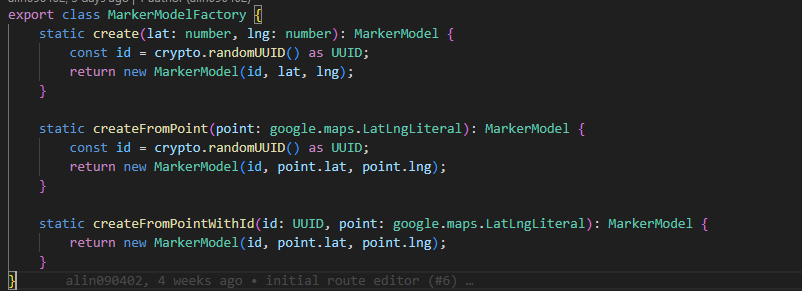 export class MarkerModelFactory {
static create(lat: number, lng: number): MarkerModel {
const id = crypto.randomUUID() as UUID;
return new MarkerModel(id, lat, lng);
}
static createFromPoint(point: google.maps.LatLngLiteral): MarkerModel {
const id = crypto.randomUUID() as UUID;
return new MarkerModel(id, point.lat, point.lng);
}
static createFromPointWithId(id: UUID, point: google.maps.LatLngLiteral): MarkerModel {
return new MarkerModel(id, point.lat, point.lng);
}
} alin090402, 4 weeks ago • initial route editor (#6) …